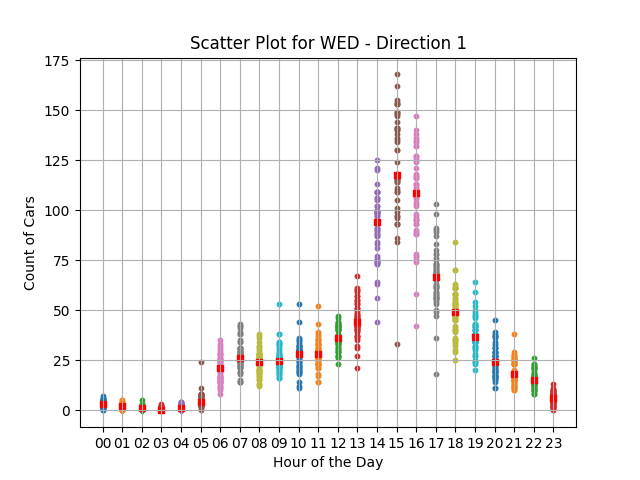 Scatter Plot for WED - Direction 1
175
150
125
100
75
50
25
0
Count of Cars
00 01 02 03 04 05 06 07 08 09 10 11 12 13 14 15 16 17 18 19 20 21 22 23
Hour of the Day